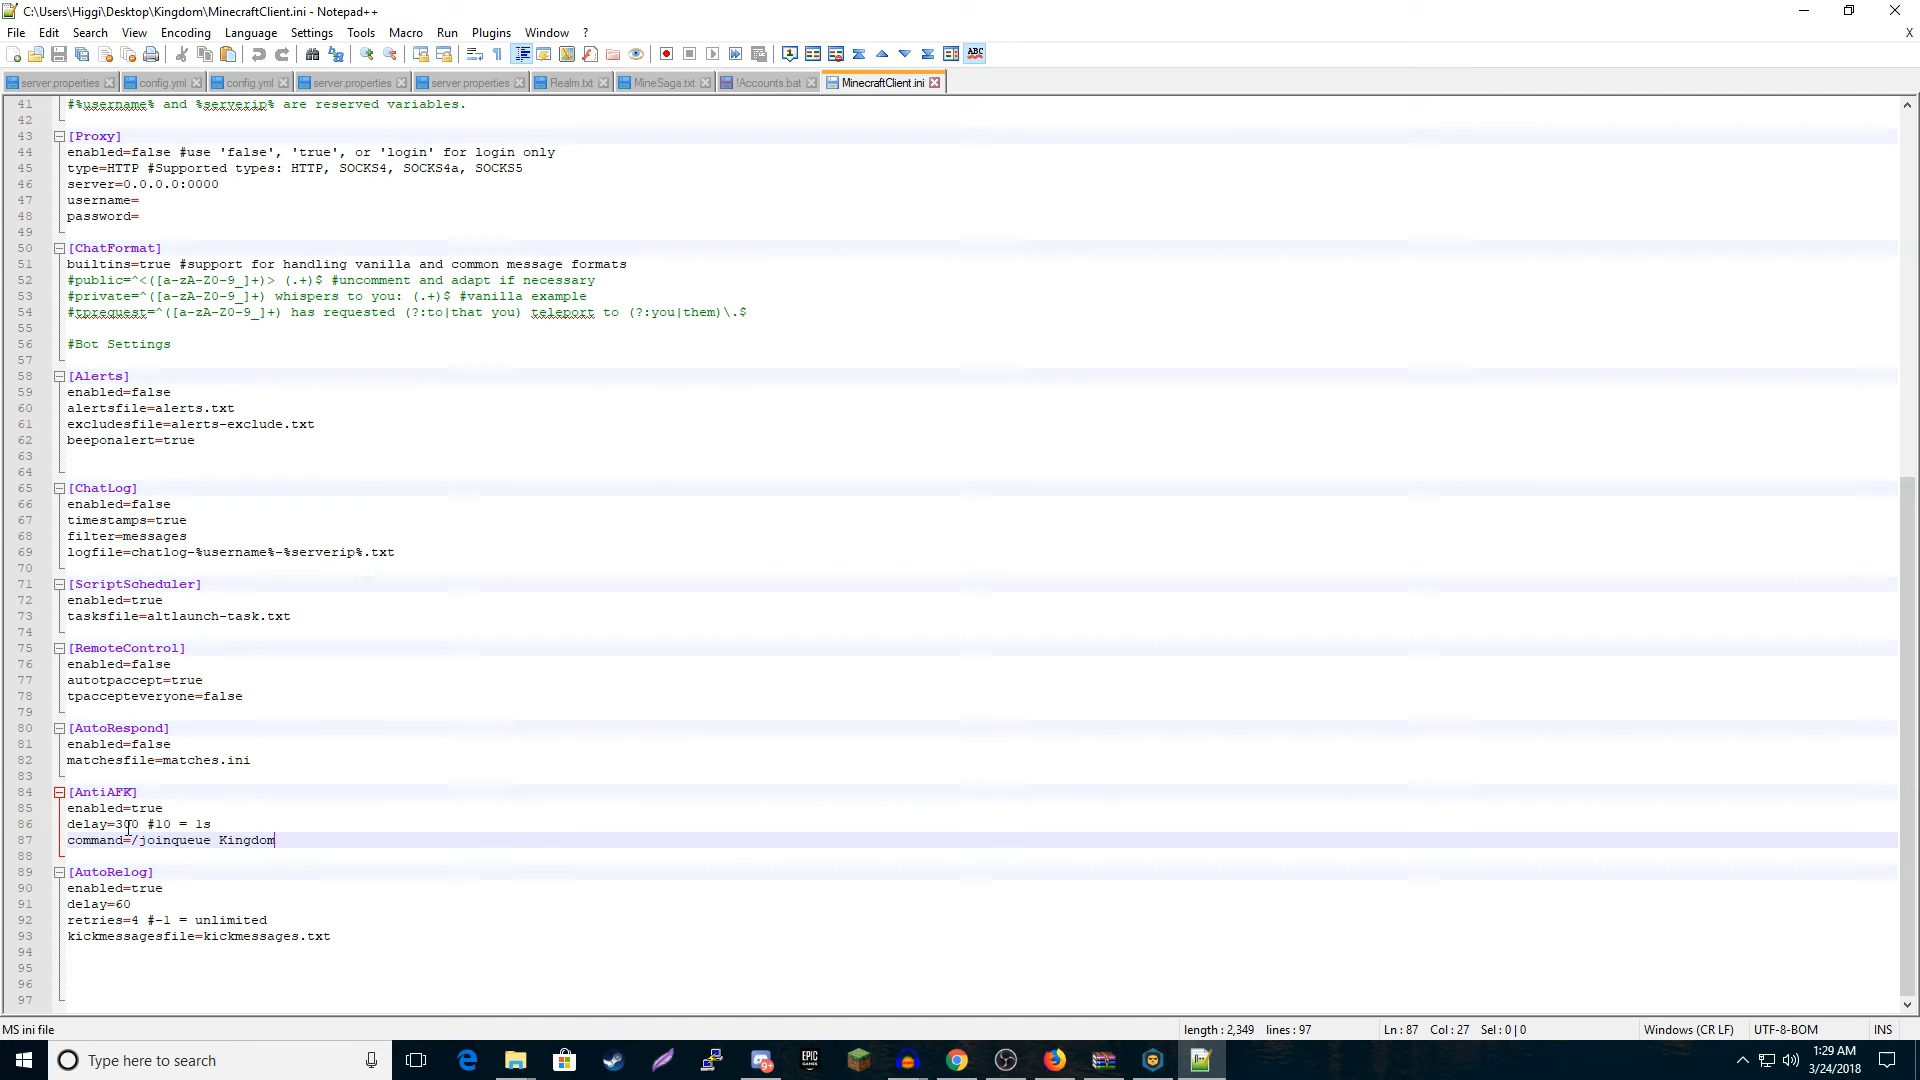 C:\Users\Higgi\Desktop\Kingdom\MinecraftClient.ini - Notepad++
File Edit Search View Encoding Language Settings Tools Macro Run Plugins Window ? X
server.properties config.yml config.yml server.properties server.properties Realm.txt MineSaga.txt !Accounts.bat MinecraftClient.ini
41 #%username% and %serverip% are reserved variables.
42
43 [Proxy]
44 enabled=false #use 'false', 'true', or 'login' for login only
45 type=HTTP #Supported types: HTTP, SOCKS4, SOCKS4a, SOCKS5
46 server=0.0.0.0:0000
47 username=
48 password=
49
50 [ChatFormat]
51 builtins=true #support for handling vanilla and common message formats
52 #public=^<([a-zA-Z0-9_]+)> (.+)$ #uncomment and adapt if necessary
53 #private=^([a-zA-Z0-9_]+) whispers to you: (.+)$ #vanilla example
54 #tprequest=^([a-zA-Z0-9_]+) has requested (?:to|that you) teleport to (?:you|them)\.$
55
56 #Bot Settings
57
58 [Alerts]
59 enabled=false
60 alertsfile=alerts.txt
61 excludesfile=alerts-exclude.txt
62 beeponalert=true
63
64
65 [ChatLog]
66 enabled=false
67 timestamps=true
68 filter=messages
69 logfile=chatlog-%username%-%serverip%.txt
70
71 [ScriptScheduler]
72 enabled=true
73 tasksfile=altlaunch-task.txt
74
75 [RemoteControl]
76 enabled=false
77 autotpaccept=true
78 tpaccepteveryone=false
79
80 [AutoRespond]
81 enabled=false
82 matchesfile=matches.ini
83
84 [AntiAFK]
85 enabled=true
86 delay=300 #10 = 1s
87 command=/joinqueue Kingdom
88
89 [AutoRelog]
90 enabled=true
91 delay=60
92 retries=4 #-1 = unlimited
93 kickmessagesfile=kickmessages.txt
94
95
96
97
MS ini file length : 2,349 lines : 97 Ln : 87 Col : 27 Sel : 0 | 0 Windows (CR LF) UTF-8-BOM INS
Type here to search EPIC GAMES 1:29 AM
3/24/2018